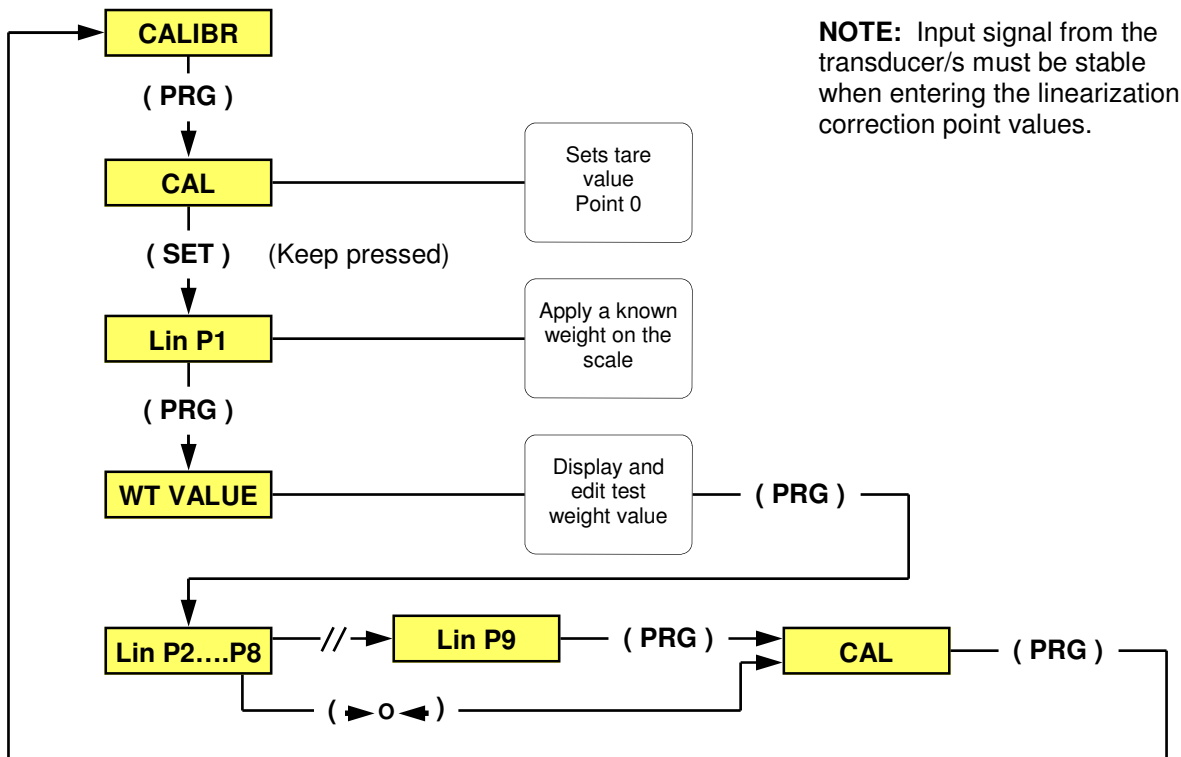 CALIBR
NOTE: Input signal from the
transducer/s must be stable
when entering the linearization
correction point values.
( PRG )
CAL
Sets tare
value
Point 0
( SET ) (Keep pressed)
Lin P1
Apply a known
weight on the
scale
( PRG )
WT VALUE
Display and
edit test
weight value
( PRG )
Lin P2....P8
//
Lin P9
( PRG )
CAL
( PRG )
( ►o◄ )